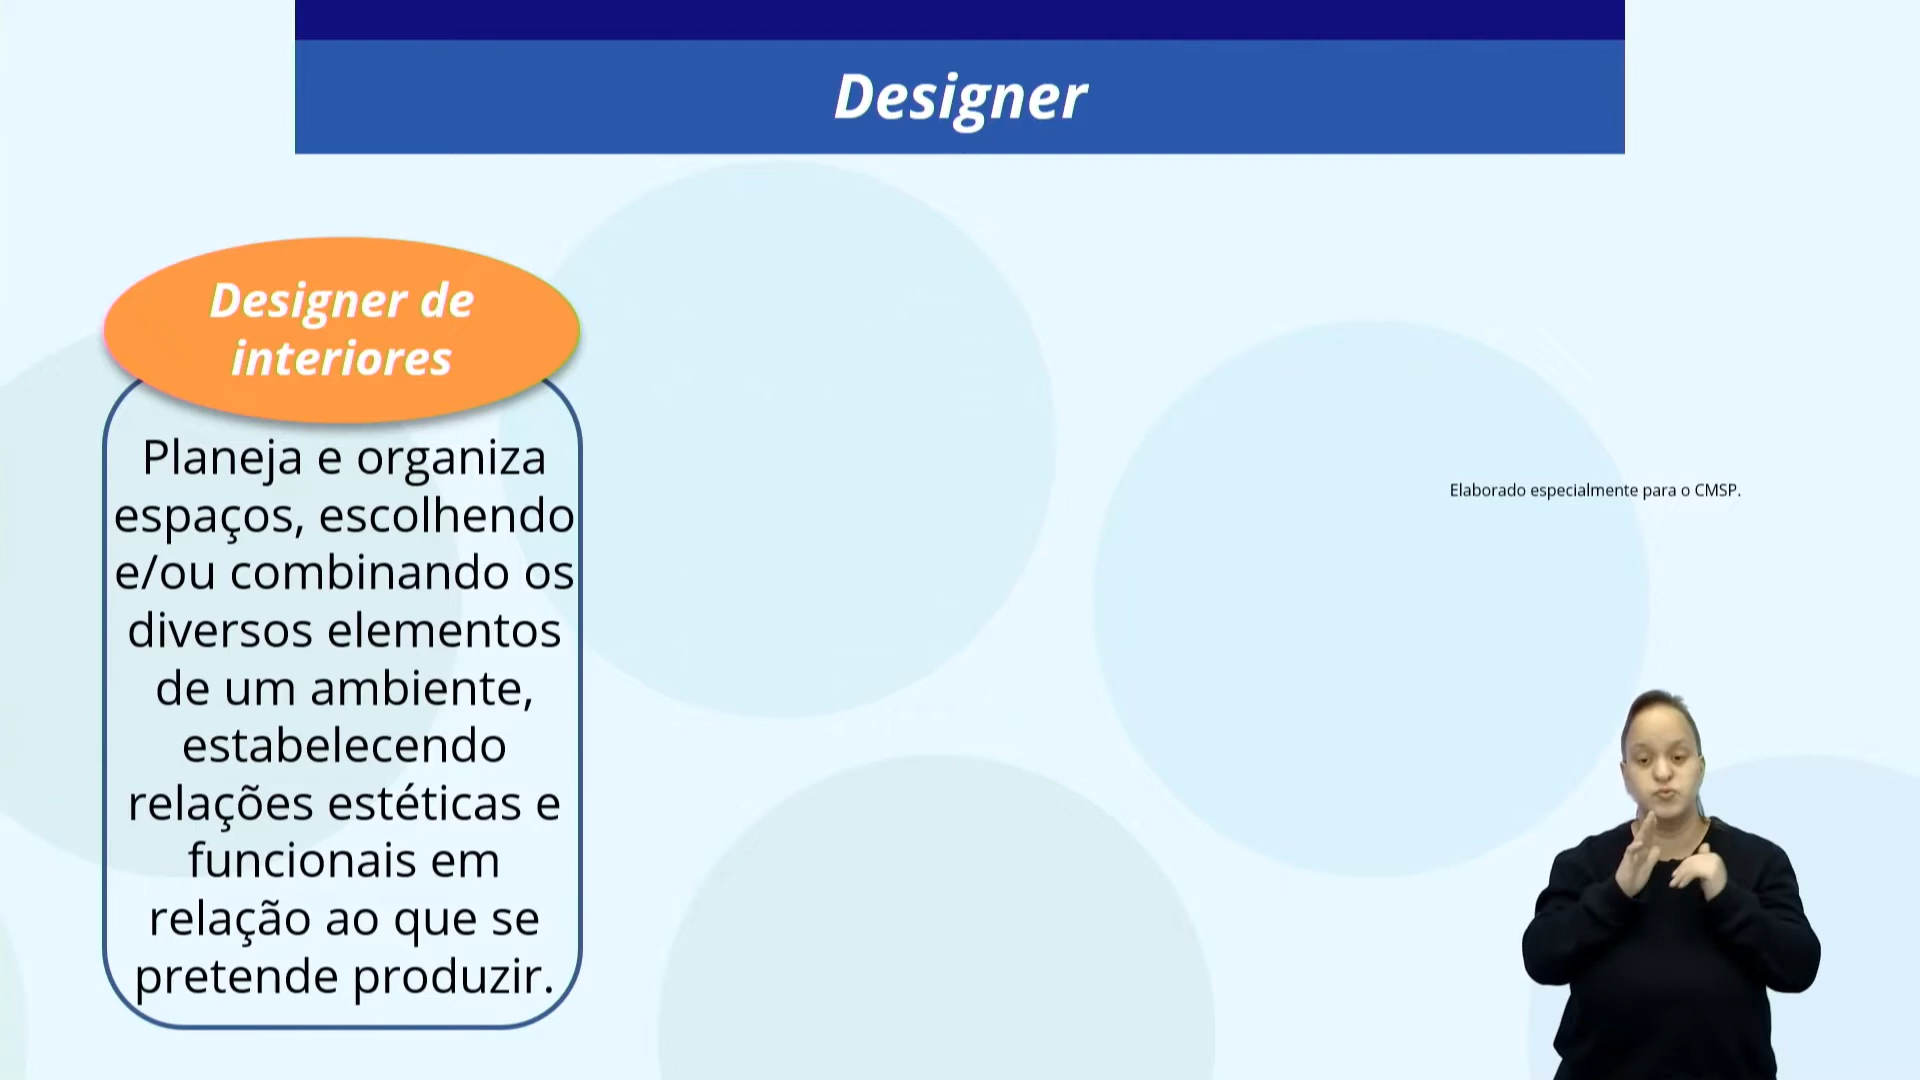 Designer
Designer de
interiores
Planeja e organiza
espaços, escolhendo
e/ou combinando os
diversos elementos
de um ambiente,
estabelecendo
relações estéticas e
funcionais em
relação ao que se
pretende produzir.
Elaborado especialmente para o CMSP.